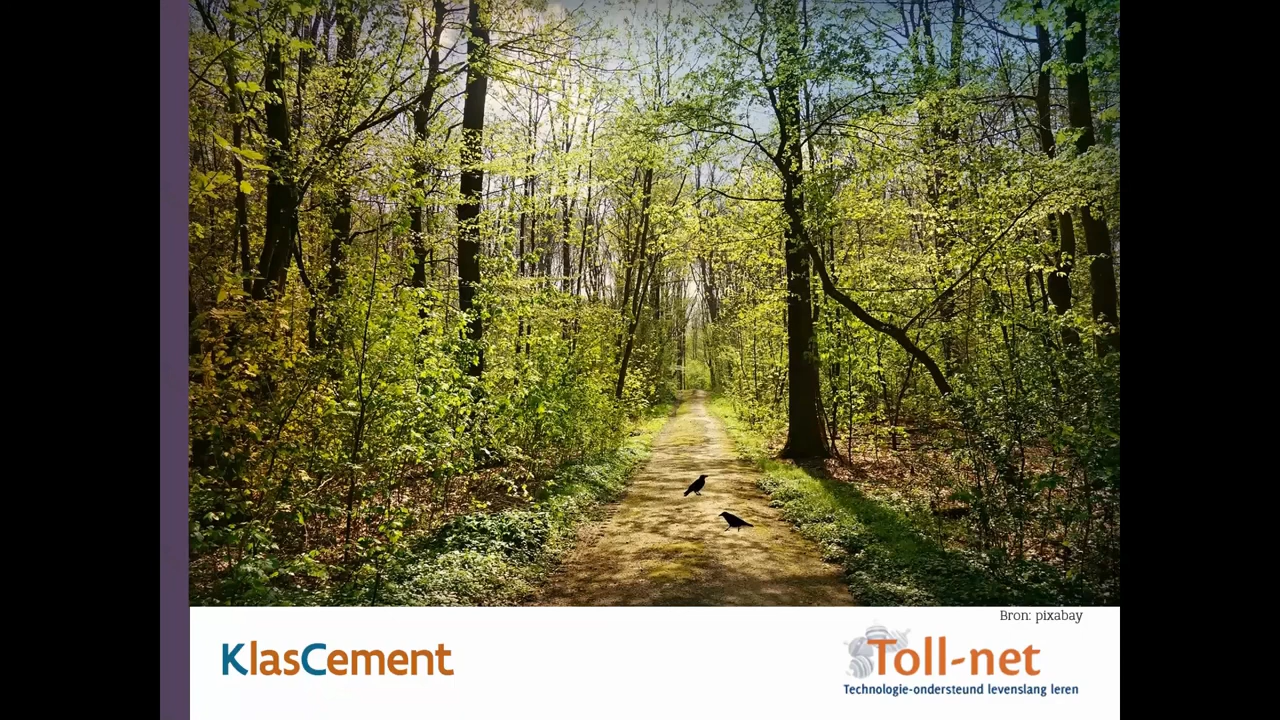 Bron: pixabay
KlasCement
Toll-net
Technologie-ondersteund levenslang leren